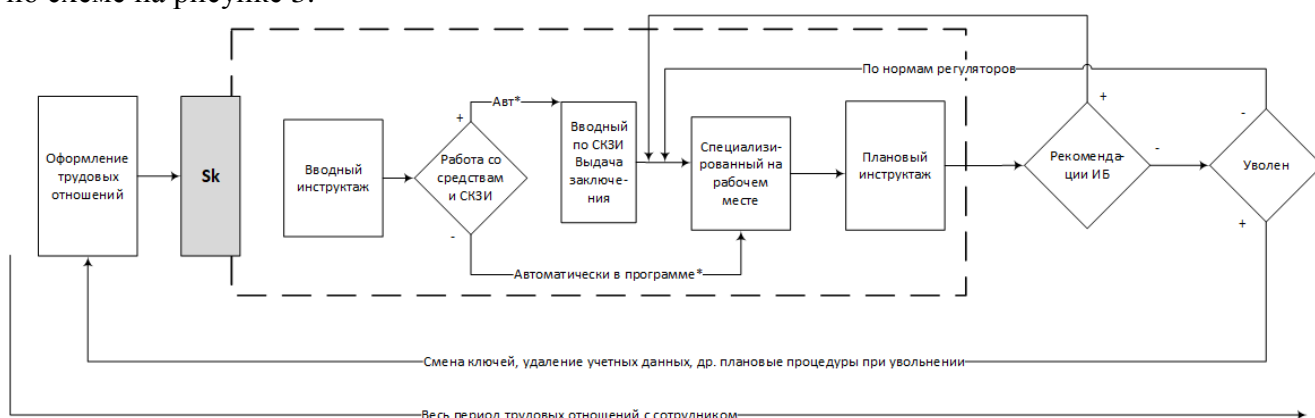 по схеме на рисунке 3.
По нормам регуляторов
+
Авт*
+
-
Оформление
трудовых
отношений
Sk
Вводный
инструктаж
Работа со
средствам
и СКЗИ
Вводный
по СКЗИ
Выдача
заключе-
ния
Специализи-
рованный на
рабочем
месте
Плановый
инструктаж
Рекоменда-
ции ИБ
-
Уволен
-
+
Автоматически в программе*
Смена ключей, удаление учетных данных, др. плановые процедуры при увольнении
Весь период трудовых отношений с сотрудником